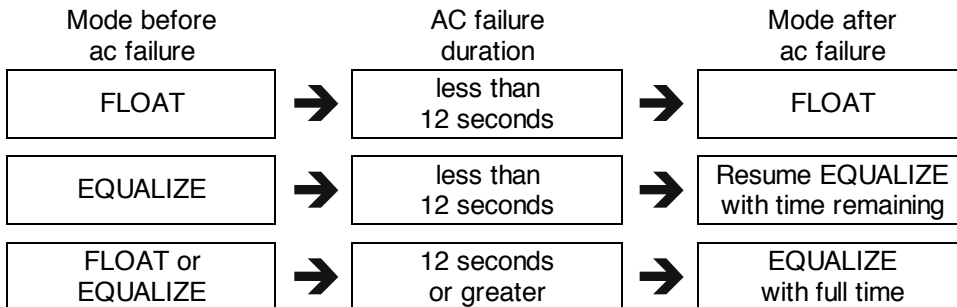 Mode before
ac failure
AC failure
duration
Mode after
ac failure
FLOAT
less than
12 seconds
FLOAT
EQUALIZE
less than
12 seconds
Resume EQUALIZE
with time remaining
FLOAT or
EQUALIZE
12 seconds
or greater
EQUALIZE
with full time